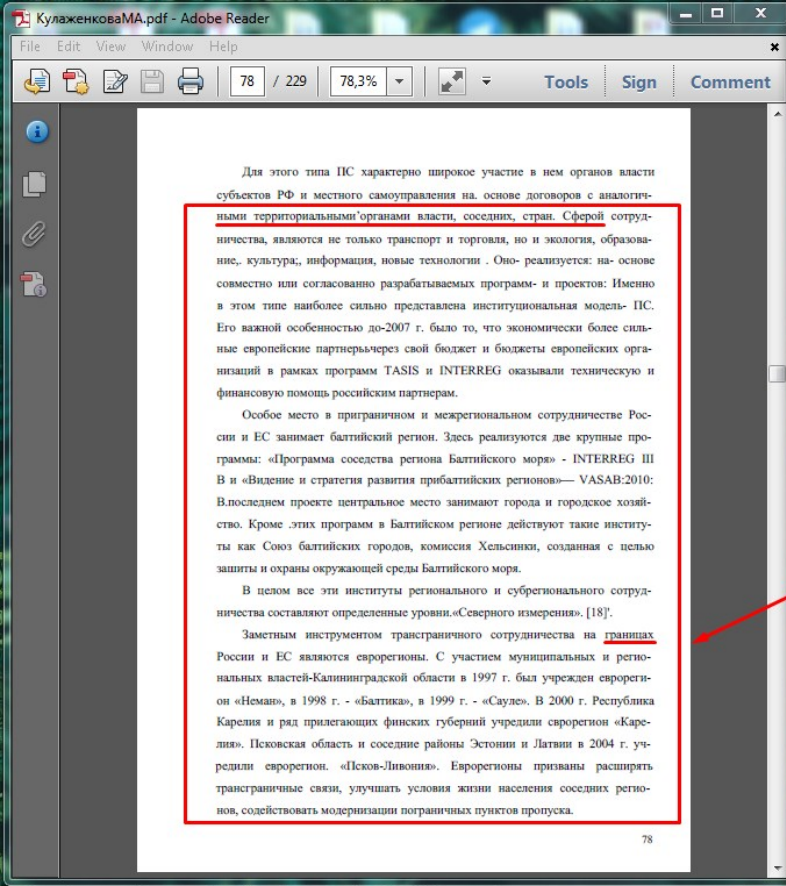 КулаженковаМА.pdf - Adobe Reader
File Edit View Window Help
78 / 229 78,3% Tools Sign Comment
Для этого типа ПС характерно широкое участие в нем органов власти
субъектов РФ и местного самоуправления на. основе договоров с аналогич-
ными территориальными'органами власти, соседних, стран. Сферой сотруд-
ничества, являются не только транспорт и торговля, но и экология, образова-
ние,. культура;, информация, новые технологии . Оно- реализуется: на- основе
совместно или согласованно разрабатываемых программ- и проектов: Именно
в этом типе наиболее сильно представлена институциональная модель- ПС.
Его важной особенностью до-2007 г. было то, что экономически более силь-
ные европейские партнерыьчерез свой бюджет и бюджеты европейских орга-
низаций в рамках программ TASIS и INTERREG оказывали техническую и
финансовую помощь российским партнерам.
Особое место в приграничном и межрегиональном сотрудничестве Рос-
сии и ЕС занимает балтийский регион. Здесь реализуются две крупные про-
граммы: «Программа соседства региона Балтийского моря» - INTERREG III
В и «Видение и стратегия развития прибалтийских регионов»— VASAB:2010:
В.последнем проекте центральное место занимают города и городское хозяй-
ство. Кроме .этих программ в Балтийском регионе действуют такие институ-
ты как Союз балтийских городов, комиссия Хельсинки, созданная с целью
зашиты и охраны окружающей среды Балтийского моря.
В целом все эти институты регионального и субрегионального сотруд-
ничества составляют определенные уровни.«Северного измерения». [18]'.
Заметным инструментом трансграничного сотрудничества на границах
России и ЕС являются еврорегионы. С участием муниципальных и регио-
нальных властей-Калининградской области в 1997 г. был учрежден еврореги-
он «Неман», в 1998 г. - «Балтика», в 1999 г. - «Сауле». В 2000 г. Республика
Карелия и ряд прилегающих финских губерний учредили еврорегион «Каре-
лия». Псковская область и соседние районы Эстонии и Латвии в 2004 г. уч-
редили еврорегион. «Псков-Ливония». Еврорегионы призваны расширять
трансграничные связи, улучшать условия жизни населения соседних регио-
нов, содействовать модернизации пограничных пунктов пропуска.
78